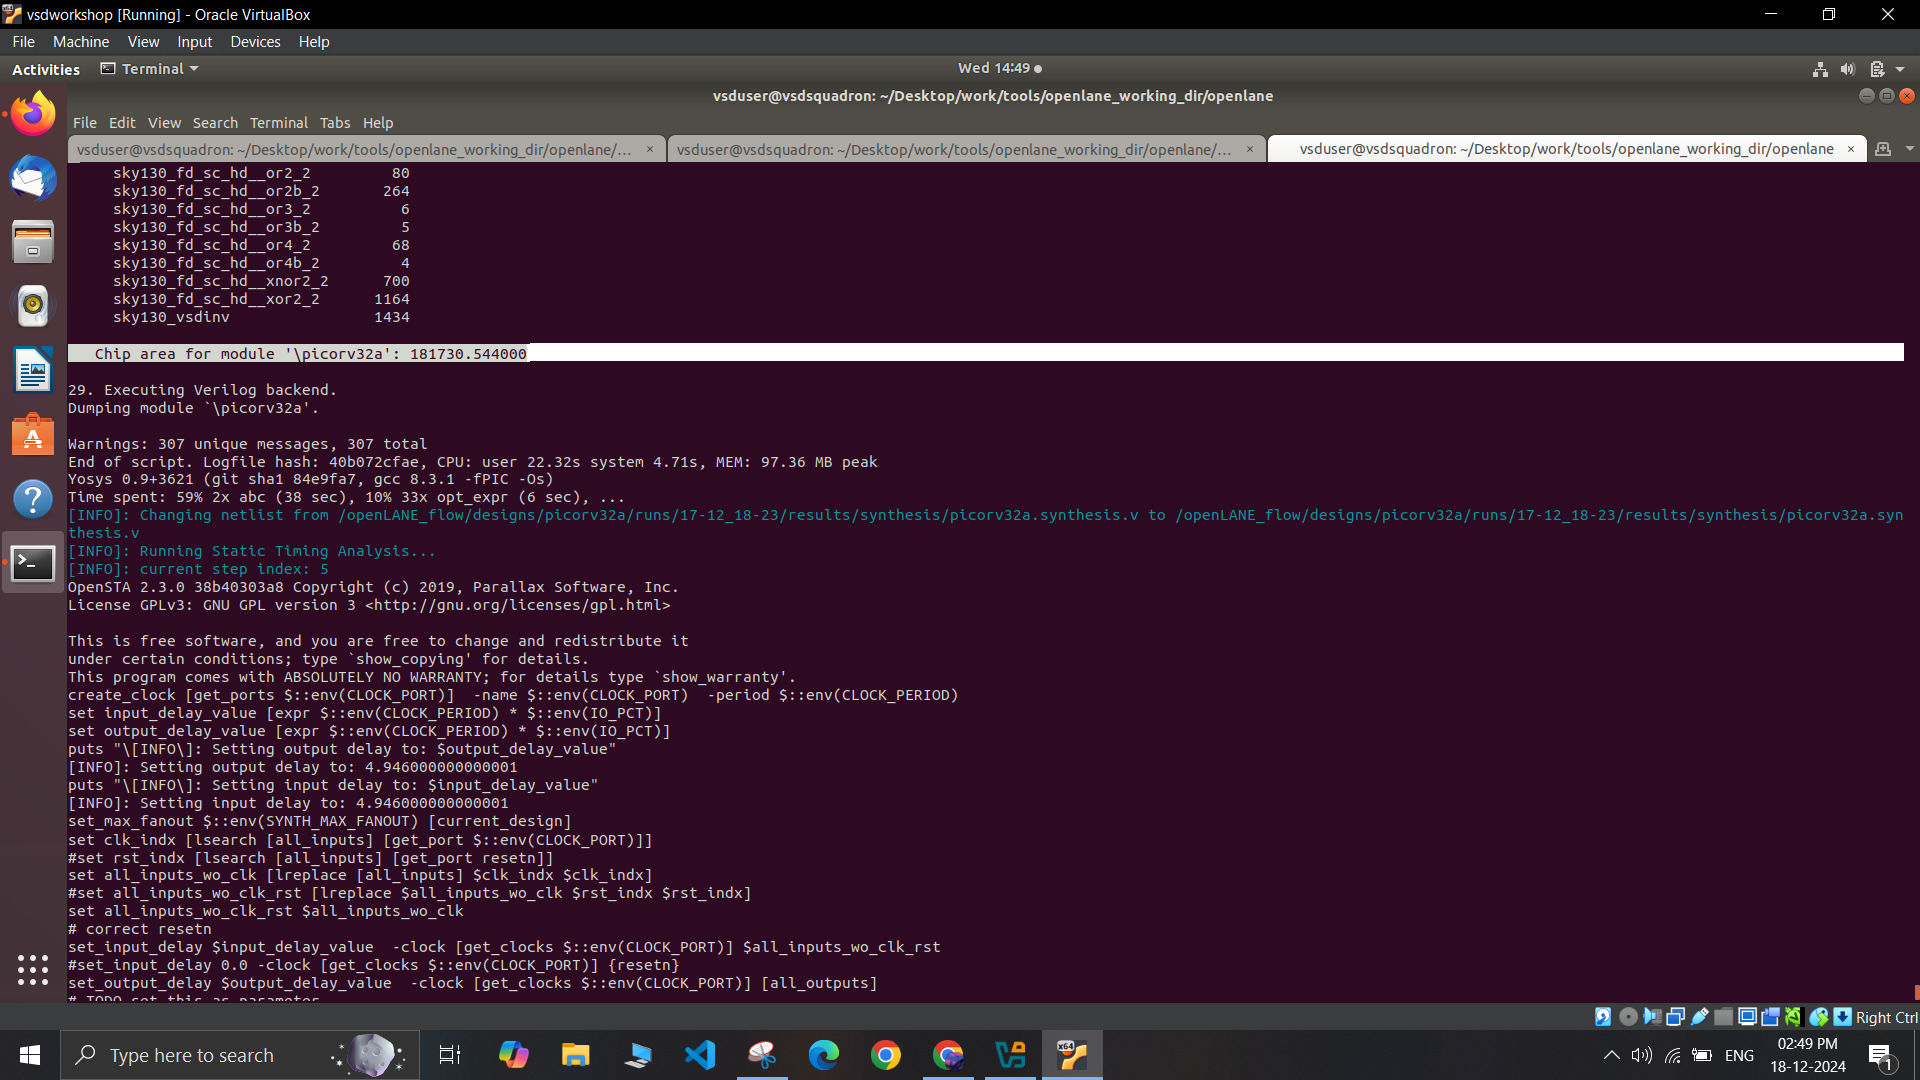 vsdworkshop [Running] - Oracle VirtualBox
File Machine View Input Devices Help
Activities Terminal Wed 14:49
vsduser@vsdsquadron: ~/Desktop/work/tools/openlane_working_dir/openlane
File Edit View Search Terminal Tabs Help
vsduser@vsdsquadron: ~/Desktop/work/tools/openlane_working_dir/openlane/... × vsduser@vsdsquadron: ~/Desktop/work/tools/openlane_working_dir/openlane/... × vsduser@vsdsquadron: ~/Desktop/work/tools/openlane_working_dir/openlane ×
sky130_fd_sc_hd__or2_2 80
sky130_fd_sc_hd__or2b_2 264
sky130_fd_sc_hd__or3_2 6
sky130_fd_sc_hd__or3b_2 5
sky130_fd_sc_hd__or4_2 68
sky130_fd_sc_hd__or4b_2 4
sky130_fd_sc_hd__xnor2_2 700
sky130_fd_sc_hd__xor2_2 1164
sky130_vsdinv 1434
Chip area for module '\picorv32a': 181730.544000
29. Executing Verilog backend.
Dumping module `\picorv32a'.
Warnings: 307 unique messages, 307 total
End of script. Logfile hash: 40b072cfae, CPU: user 22.32s system 4.71s, MEM: 97.36 MB peak
Yosys 0.9+3621 (git sha1 84e9fa7, gcc 8.3.1 -fPIC -Os)
Time spent: 59% 2x abc (38 sec), 10% 33x opt_expr (6 sec), ...
[INFO]: Changing netlist from /openLANE_flow/designs/picorv32a/runs/17-12_18-23/results/synthesis/picorv32a.synthesis.v to /openLANE_flow/designs/picorv32a/runs/17-12_18-23/results/synthesis/picorv32a.syn
thesis.v
[INFO]: Running Static Timing Analysis...
[INFO]: current step index: 5
OpenSTA 2.3.0 38b40303a8 Copyright (c) 2019, Parallax Software, Inc.
License GPLv3: GNU GPL version 3 <http://gnu.org/licenses/gpl.html>
This is free software, and you are free to change and redistribute it
under certain conditions; type `show_copying' for details.
This program comes with ABSOLUTELY NO WARRANTY; for details type `show_warranty'.
create_clock [get_ports $::env(CLOCK_PORT)]  -name $::env(CLOCK_PORT)  -period $::env(CLOCK_PERIOD)
set input_delay_value [expr $::env(CLOCK_PERIOD) * $::env(IO_PCT)]
set output_delay_value [expr $::env(CLOCK_PERIOD) * $::env(IO_PCT)]
puts "\[INFO\]: Setting output delay to: $output_delay_value"
[INFO]: Setting output delay to: 4.946000000000001
puts "\[INFO\]: Setting input delay to: $input_delay_value"
[INFO]: Setting input delay to: 4.946000000000001
set_max_fanout $::env(SYNTH_MAX_FANOUT) [current_design]
set clk_indx [lsearch [all_inputs] [get_port $::env(CLOCK_PORT)]]
#set rst_indx [lsearch [all_inputs] [get_port resetn]]
set all_inputs_wo_clk [lreplace [all_inputs] $clk_indx $clk_indx]
#set all_inputs_wo_clk_rst [lreplace $all_inputs_wo_clk $rst_indx $rst_indx]
set all_inputs_wo_clk_rst $all_inputs_wo_clk
# correct resetn
set_input_delay $input_delay_value  -clock [get_clocks $::env(CLOCK_PORT)] $all_inputs_wo_clk_rst
#set_input_delay 0.0 -clock [get_clocks $::env(CLOCK_PORT)] {resetn}
set_output_delay $output_delay_value  -clock [get_clocks $::env(CLOCK_PORT)] [all_outputs]
# TODO set this as parameter
Right Ctrl
Type here to search
ENG
02:49 PM
18-12-2024
1